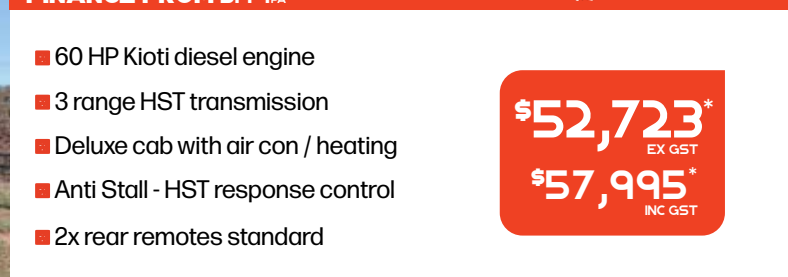 60 HP Kioti diesel engine
3 range HST transmission
Deluxe cab with air con / heating
Anti Stall - HST response control
2x rear remotes standard
$52,723*
EX GST
$57,995*
INC GST